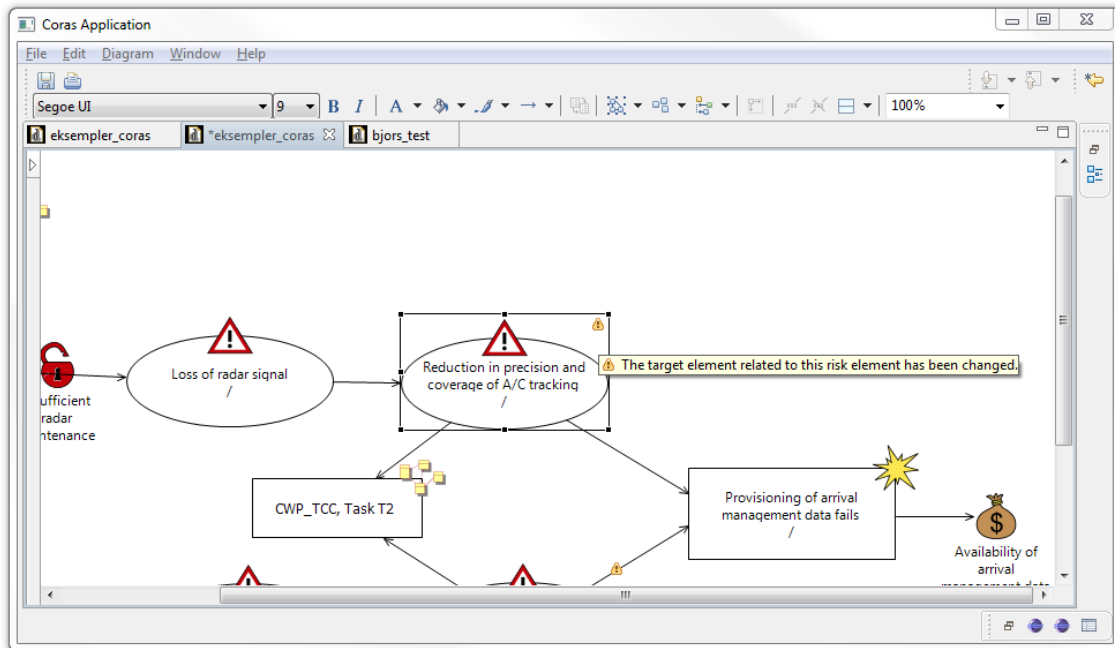 Coras Application
File Edit Diagram Window Help
Segoe UI 9 B I A 100%
eksempler_coras *eksempler_coras bjors_test
Loss of radar signal
/
Reduction in precision and
coverage of A/C tracking
/
The target element related to this risk element has been changed.
ufficient
radar
ntenance
CWP_TCC, Task T2
Provisioning of arrival
management data fails
/
$
Availability of
arrival
management data